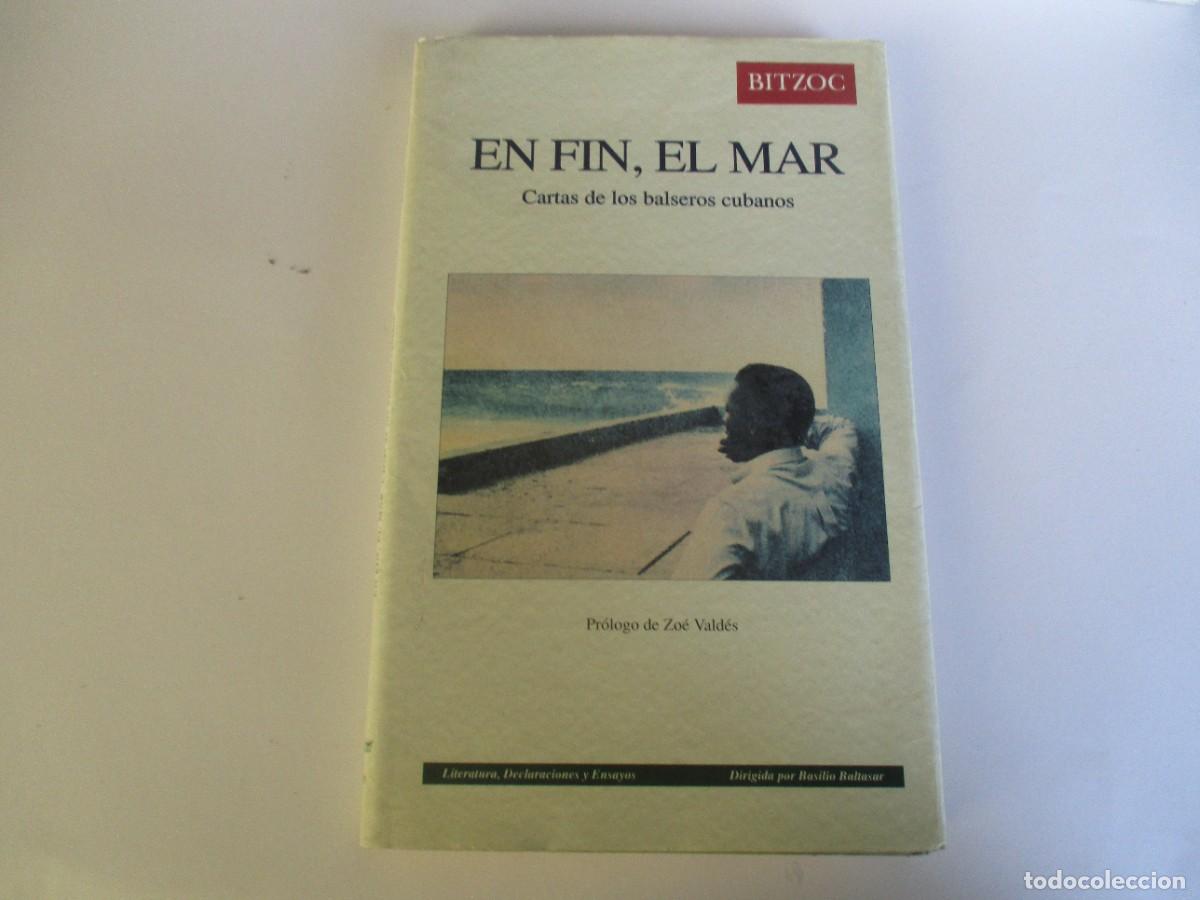 BITZOC
EN FIN, EL MAR
Cartas de los balseros cubanos
Prólogo de Zoé Valdés
Literatura, Declaraciones y Ensayos Dirigida por Basilio Baltasar
todocoleccion